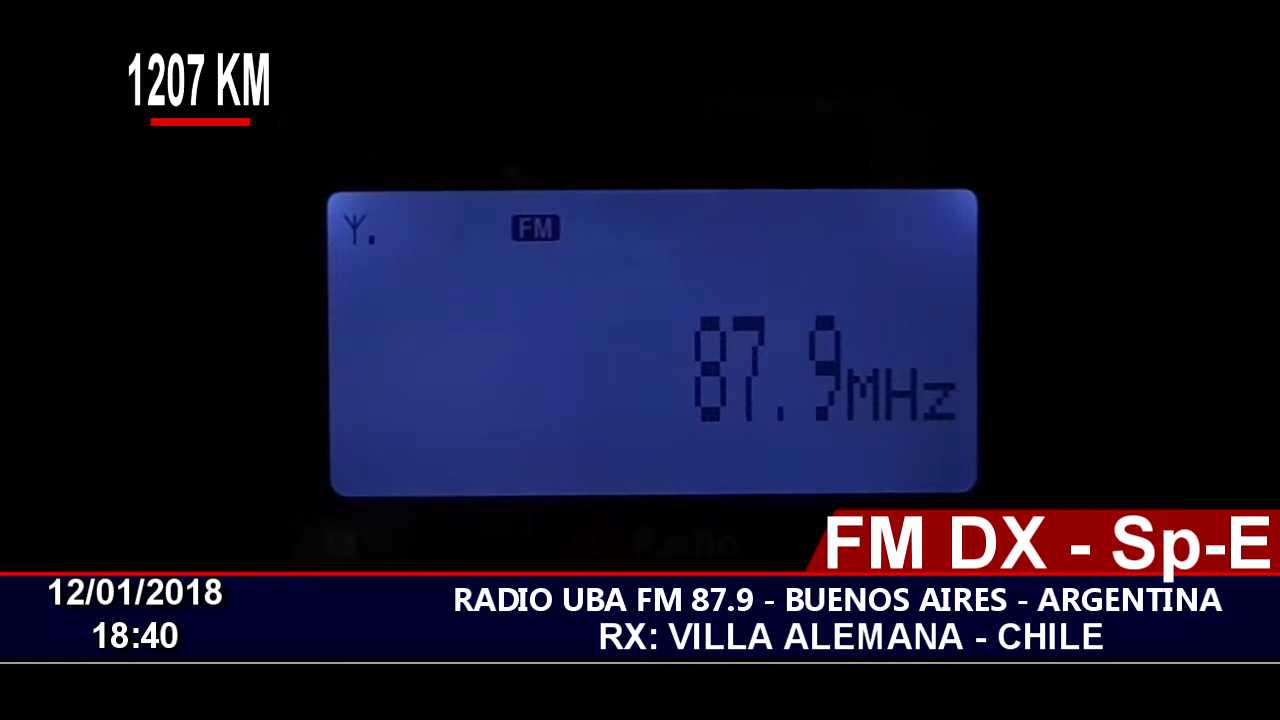 1207 KM
FM
87.9MHz
FM DX - Sp-E
12/01/2018
18:40
RADIO UBA FM 87.9 - BUENOS AIRES - ARGENTINA
RX: VILLA ALEMANA - CHILE